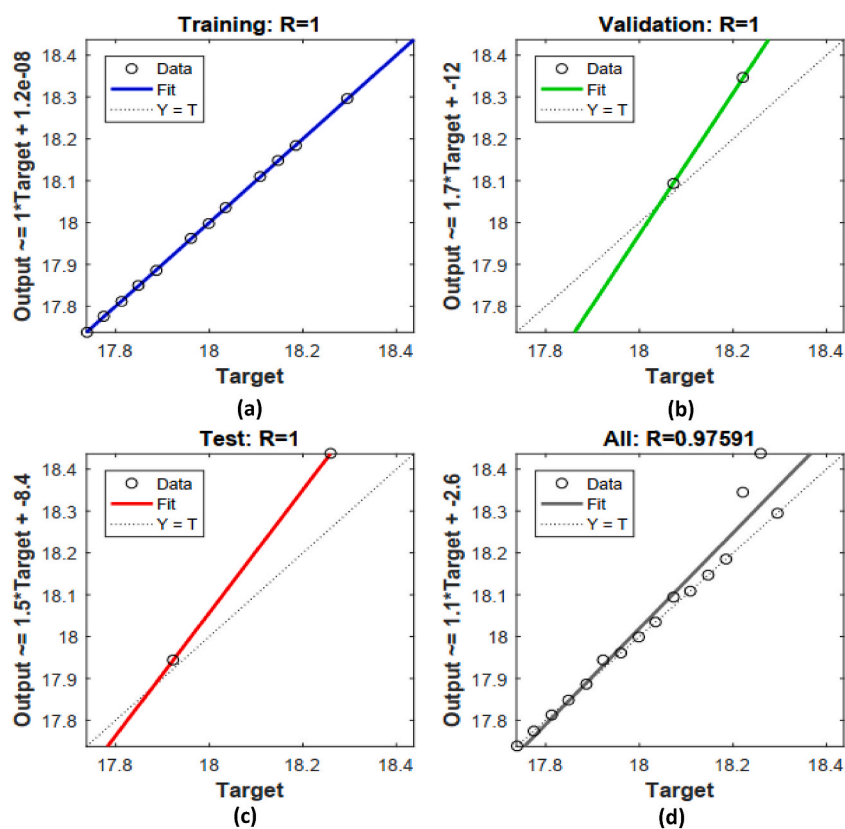 Training: R=1
Output ~= 1*Target + 1.2e-08
18.4
18.3
18.2
18.1
18
17.9
17.8
Data
Fit
Y = T
17.8 18 18.2 18.4
Target
(a)
Validation: R=1
Output ~= 1.7*Target + -12
18.4
18.3
18.2
18.1
18
17.9
17.8
Data
Fit
Y = T
17.8 18 18.2 18.4
Target
(b)
Test: R=1
Output ~= 1.5*Target + -8.4
18.4
18.3
18.2
18.1
18
17.9
17.8
Data
Fit
Y = T
17.8 18 18.2 18.4
Target
(c)
All: R=0.97591
Output ~= 1.1*Target + -2.6
18.4
18.3
18.2
18.1
18
17.9
17.8
Data
Fit
Y = T
17.8 18 18.2 18.4
Target
(d)